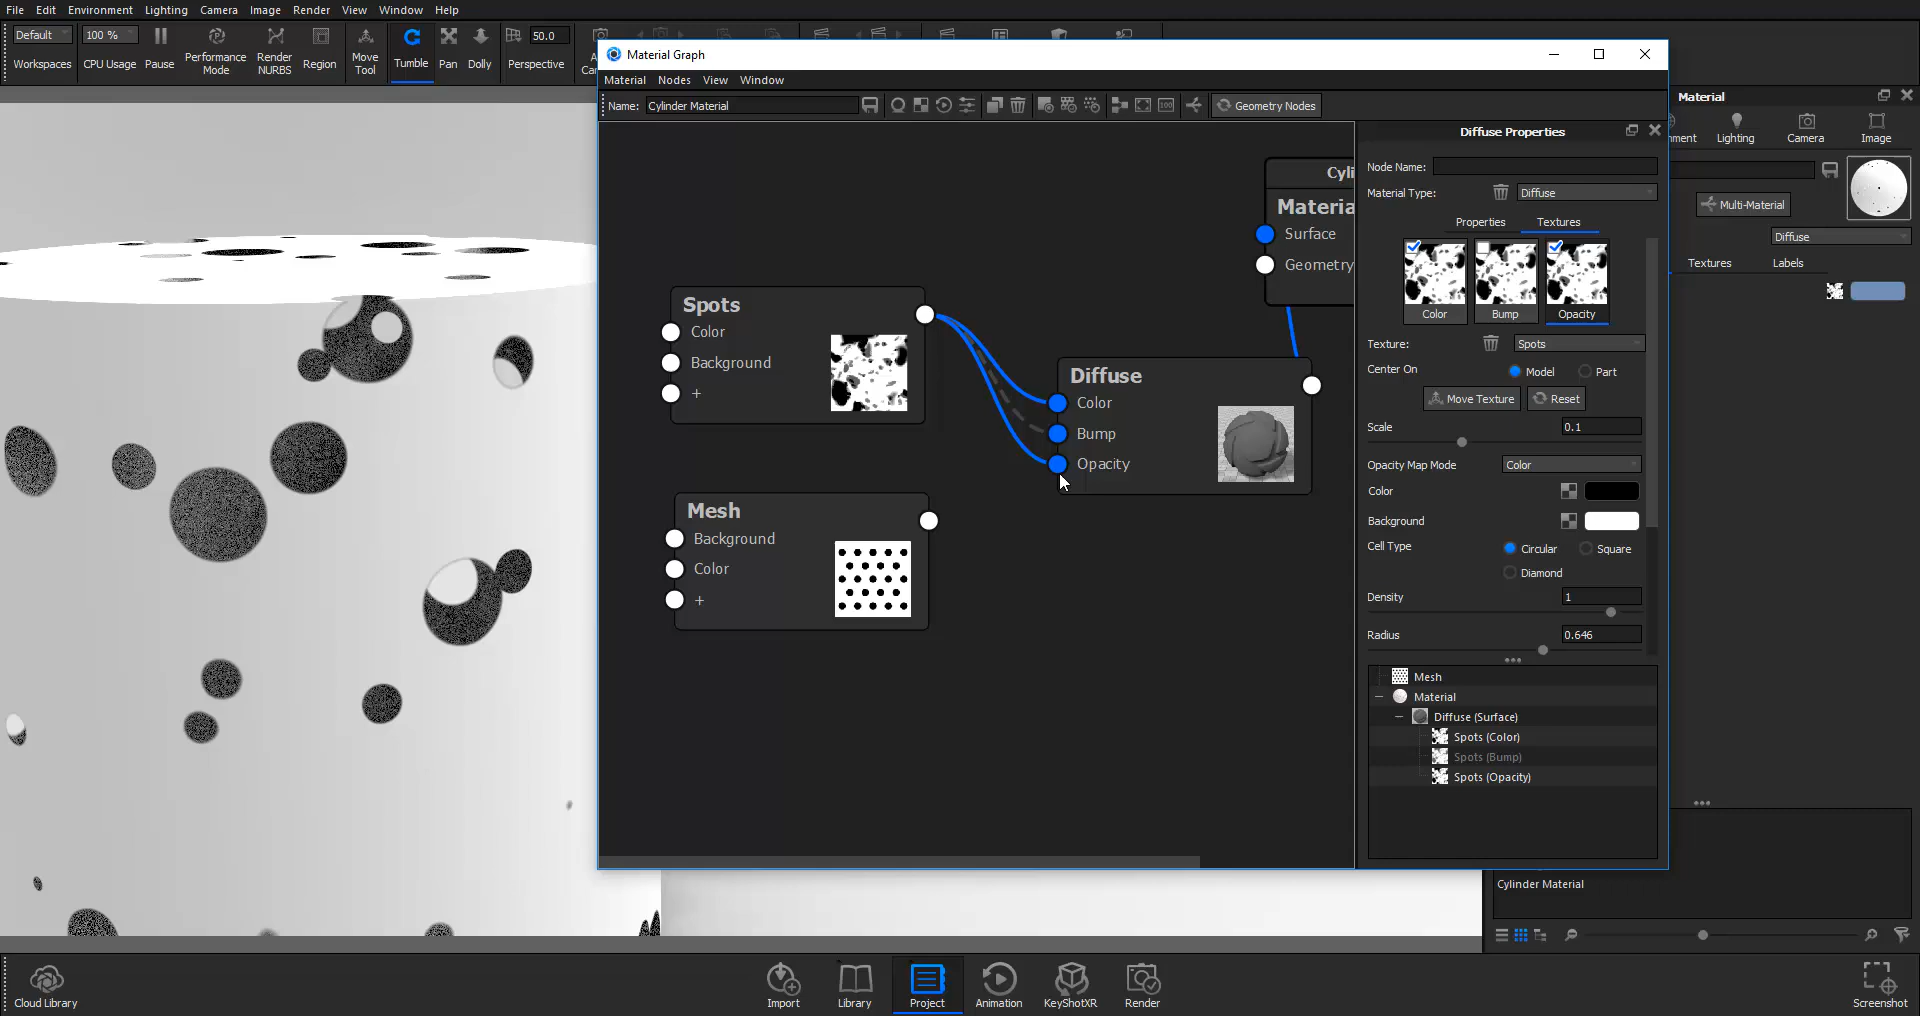 File Edit Environment Lighting Camera Image Render View Window Help
Default 100 % 50.0
Workspaces CPU Usage Pause Performance Mode Render NURBS Region Move Tool Tumble Pan Dolly Perspective
Material Graph
Material Nodes View Window
Name: Cylinder Material 100 Geometry Nodes
Material
Lighting Camera Image
Multi-Material
Diffuse
Textures Labels
Spots
Color
Background
+
Mesh
Background
Color
+
Diffuse
Color
Bump
Opacity
Surface
Geometry
Diffuse Properties
Node Name:
Material Type: Diffuse
Properties Textures
Color Bump Opacity
Texture: Spots
Center On Model Part
Move Texture Reset
Scale 0.1
Opacity Map Mode Color
Color
Background
Cell Type Circular Square
Diamond
Density 1
Radius 0.646
Mesh
Material
Diffuse (Surface)
Spots (Color)
Spots (Bump)
Spots (Opacity)
Cylinder Material
Cloud Library Import Library Project Animation KeyShotXR Render Screenshot